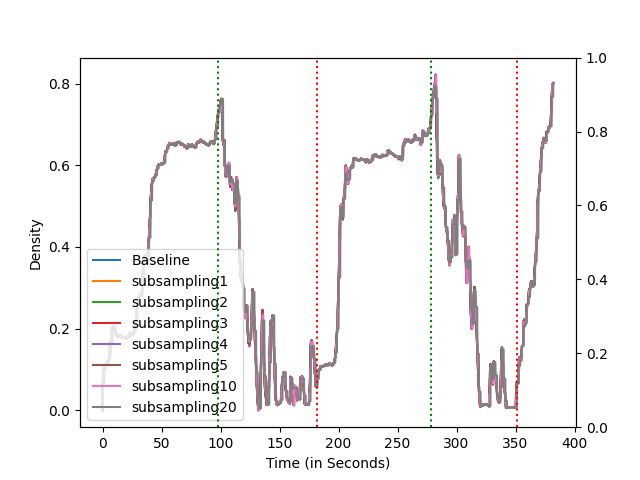 1.0
0.8
0.8
0.6
0.6
Density
0.4
0.4
Baseline
subsampling1
subsampling2
subsampling3
0.2
0.2
subsampling4
subsampling5
subsampling10
subsampling20
0.0
0.0
0 50 100 150 200 250 300 350 400
Time (in Seconds)